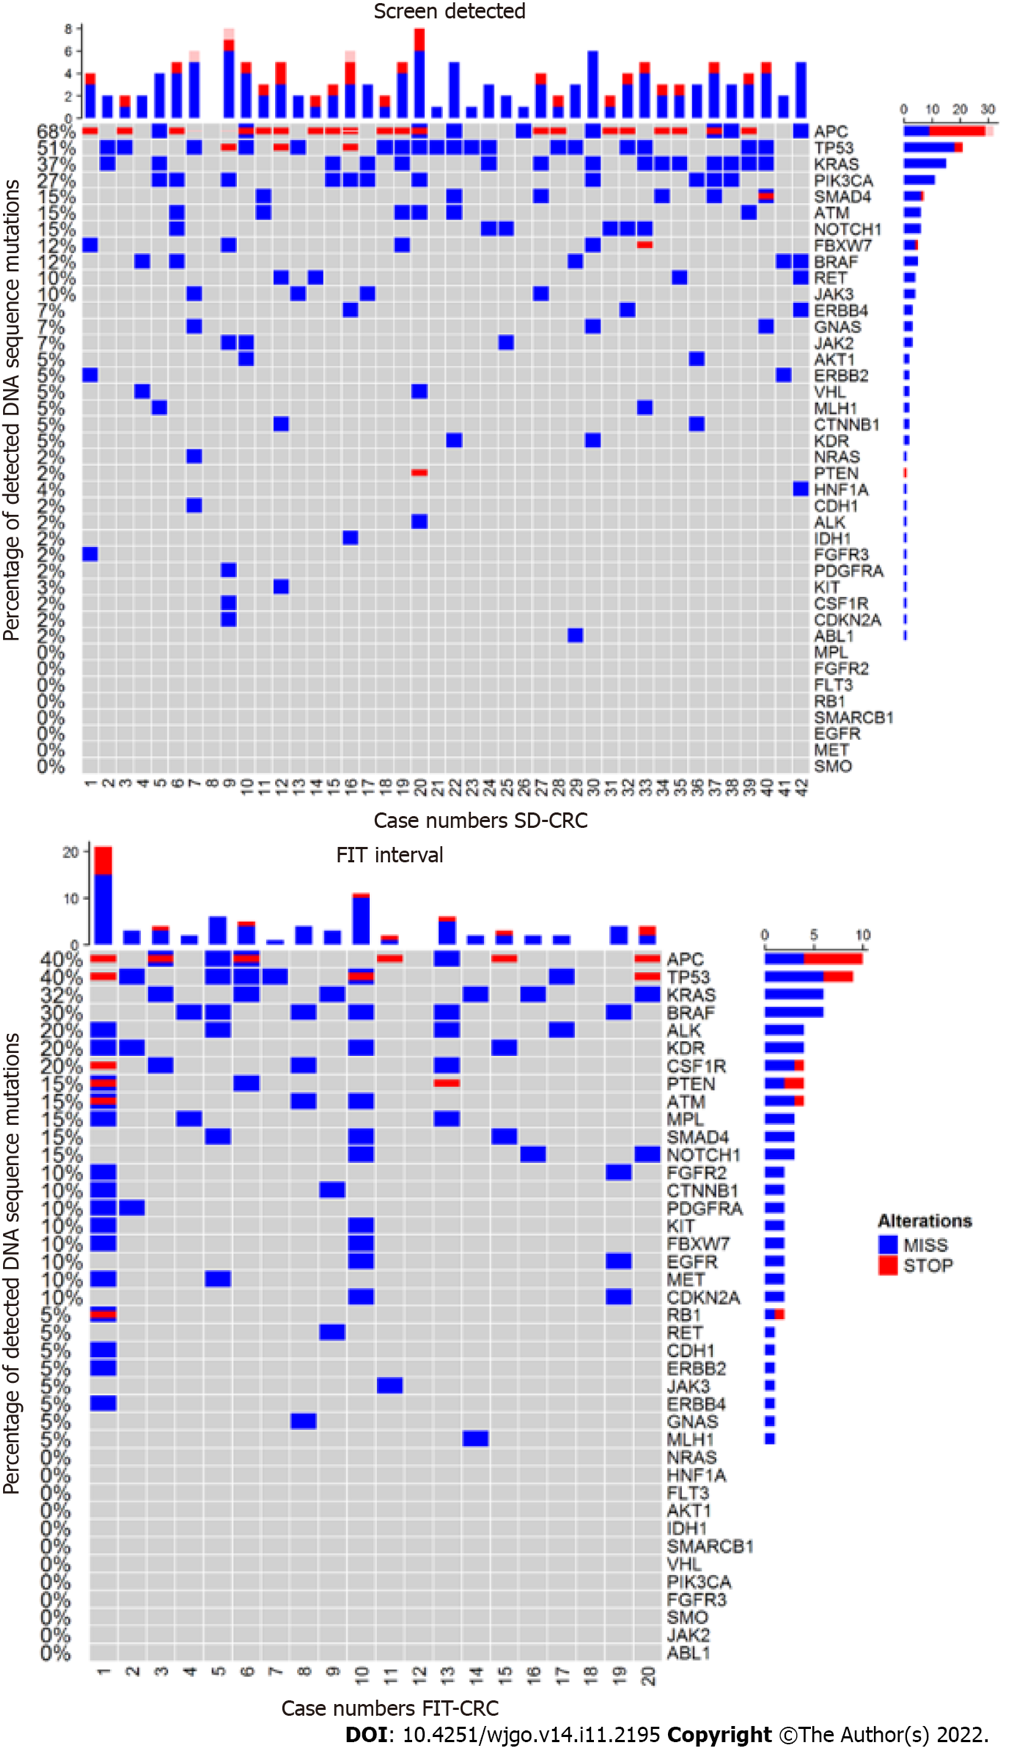 Screen detected
8
6
4
2
0
0 10 20 30
68% APC
51% TP53
37% KRAS
27% PIK3CA
15% SMAD4
15% ATM
15% NOTCH1
12% FBXW7
12% BRAF
10% RET
10% JAK3
7% ERBB4
7% GNAS
7% JAK2
5% AKT1
5% ERBB2
5% VHL
5% MLH1
5% CTNNB1
5% KDR
2% NRAS
2% PTEN
4% HNF1A
2% CDH1
2% ALK
2% IDH1
2% FGFR3
2% PDGFRA
3% KIT
2% CSF1R
2% CDKN2A
2% ABL1
0% MPL
0% FGFR2
0% FLT3
0% RB1
0% SMARCB1
0% EGFR
0% MET
0% SMO
Percentage of detected DNA sequence mutations
1 2 3 4 5 6 7 8 9 10 11 12 13 14 15 16 17 18 19 20 21 22 23 24 25 26 27 28 29 30 31 32 33 34 35 36 37 38 39 40 41 42
Case numbers SD-CRC
FIT interval
20
10
0
0 5 10
40% APC
40% TP53
32% KRAS
30% BRAF
20% ALK
20% KDR
20% CSF1R
15% PTEN
15% ATM
15% MPL
15% SMAD4
15% NOTCH1
10% FGFR2
10% CTNNB1
10% PDGFRA
10% KIT
10% FBXW7
10% EGFR
10% MET
10% CDKN2A
5% RB1
5% RET
5% CDH1
5% ERBB2
5% JAK3
5% ERBB4
5% GNAS
5% MLH1
0% NRAS
0% HNF1A
0% FLT3
0% AKT1
0% IDH1
0% SMARCB1
0% VHL
0% PIK3CA
0% FGFR3
0% SMO
0% JAK2
0% ABL1
Percentage of detected DNA sequence mutations
Alterations
MISS
STOP
1 2 3 4 5 6 7 8 9 10 11 12 13 14 15 16 17 18 19 20
Case numbers FIT-CRC
DOI: 10.4251/wjgo.v14.i11.2195 Copyright ©The Author(s) 2022.